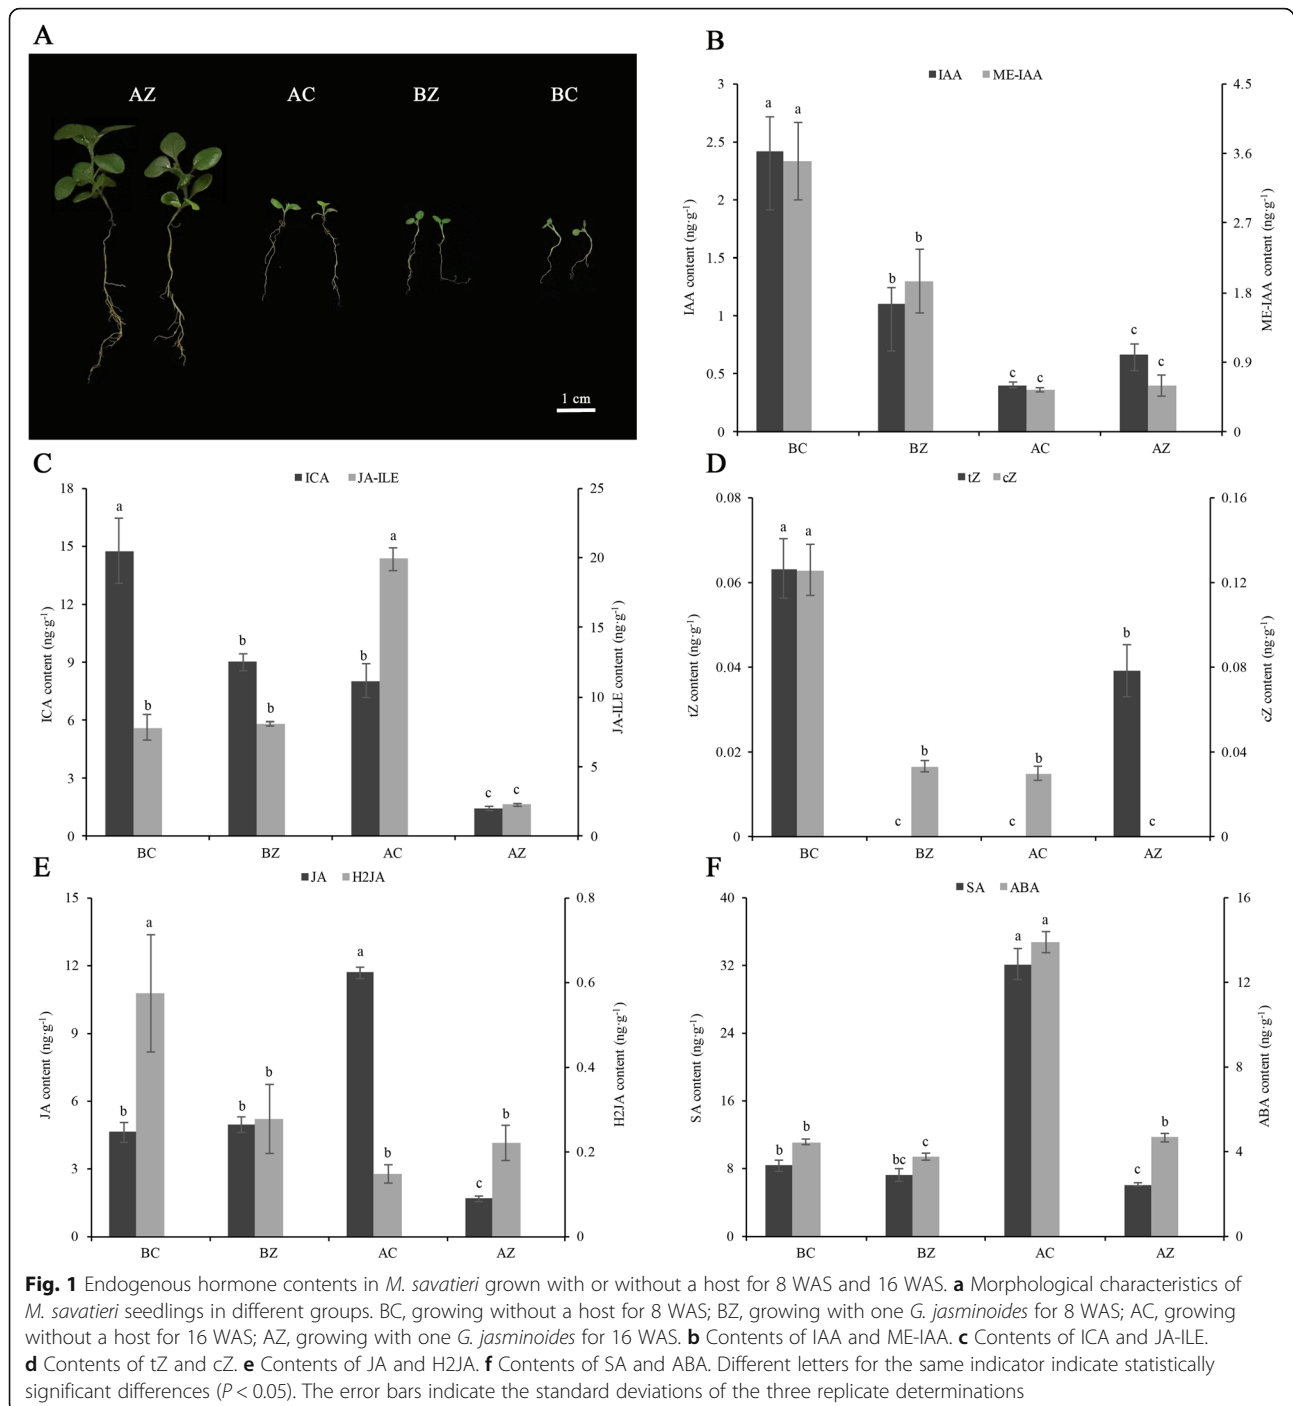 A
AZ AC BZ BC
1 cm
B
IAA ME-IAA
3 4.5
2.5 3.6
2 2.7
1.5 1.8
1 0.9
0.5
0 0
IAA content (ng·g⁻¹)
ME-IAA content (ng·g⁻¹)
a a b b c c c c
BC BZ AC AZ
C
ICA JA-ILE
18 25
15 20
12 15
9 10
6 5
3
0 0
ICA content (ng·g⁻¹)
JA-ILE content (ng·g⁻¹)
a b b b b a c c
BC BZ AC AZ
D
tZ cZ
0.08 0.16
0.06 0.12
0.04 0.08
0.02 0.04
0 0
tZ content (ng·g⁻¹)
cZ content (ng·g⁻¹)
a a c b c b b c
BC BZ AC AZ
E
JA H2JA
15 0.8
12 0.6
9 0.4
6 0.2
3
0 0
JA content (ng·g⁻¹)
H2JA content (ng·g⁻¹)
b a b b a b c b
BC BZ AC AZ
F
SA ABA
40 16
32 12
24 8
16 4
8
0 0
SA content (ng·g⁻¹)
ABA content (ng·g⁻¹)
b b bc c a a c b
BC BZ AC AZ
Fig. 1 Endogenous hormone contents in M. savatieri grown with or without a host for 8 WAS and 16 WAS. a Morphological characteristics of
M. savatieri seedlings in different groups. BC, growing without a host for 8 WAS; BZ, growing with one G. jasminoides for 8 WAS; AC, growing
without a host for 16 WAS; AZ, growing with one G. jasminoides for 16 WAS. b Contents of IAA and ME-IAA. c Contents of ICA and JA-ILE.
d Contents of tZ and cZ. e Contents of JA and H2JA. f Contents of SA and ABA. Different letters for the same indicator indicate statistically
significant differences (P < 0.05). The error bars indicate the standard deviations of the three replicate determinations